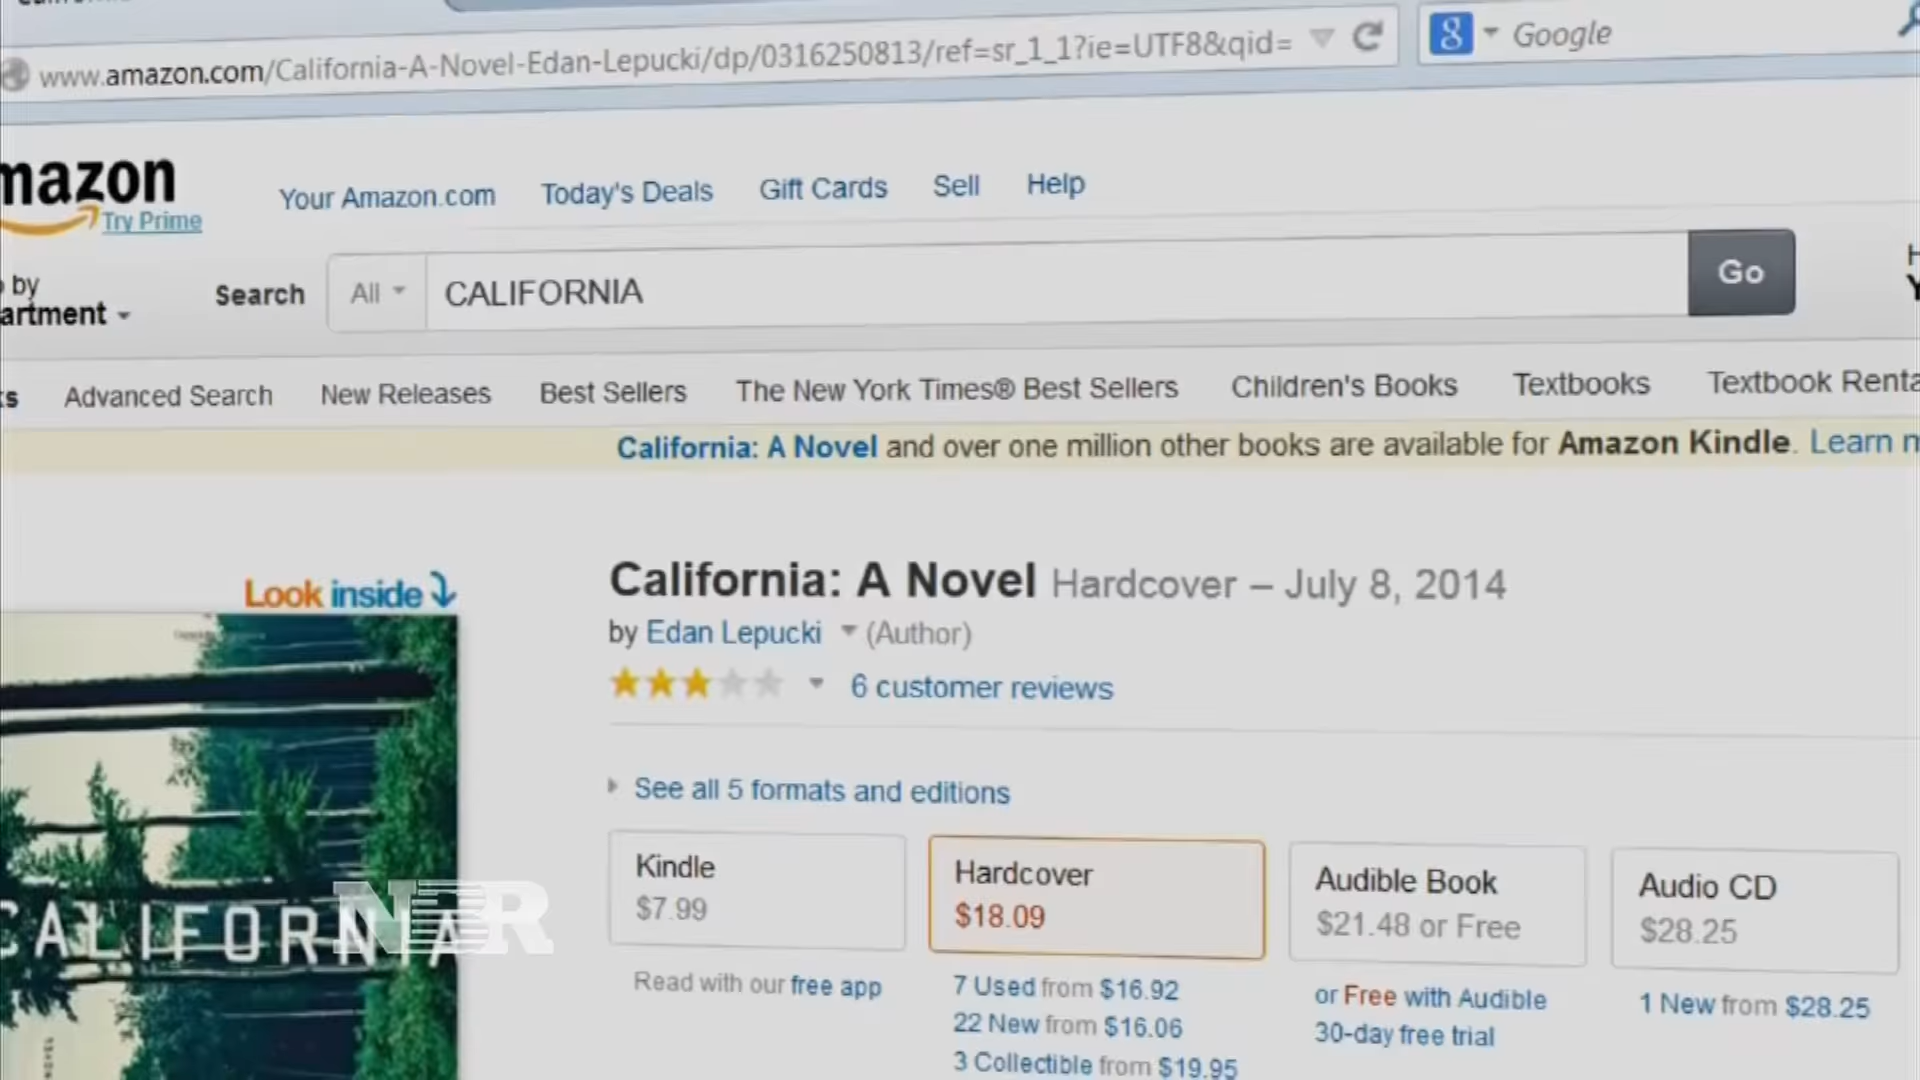 www.amazon.com/California-A-Novel-Edan-Lepucki/dp/0316250813/ref=sr_1_1?ie=UTF8&qid=
Google
mazon
Try Prime
Your Amazon.com Today's Deals Gift Cards Sell Help
by
artment
Search All CALIFORNIA Go
Advanced Search New Releases Best Sellers The New York Times® Best Sellers Children's Books Textbooks Textbook Renta
California: A Novel and over one million other books are available for Amazon Kindle. Learn
Look inside
California: A Novel Hardcover – July 8, 2014
by Edan Lepucki (Author)
6 customer reviews
See all 5 formats and editions
Kindle
$7.99
Hardcover
$18.09
Audible Book
$21.48 or Free
Audio CD
$28.25
Read with our free app
7 Used from $16.92
22 New from $16.06
3 Collectible from $19.95
or Free with Audible
30-day free trial
1 New from $28.25
CALIFORNIA
NBR